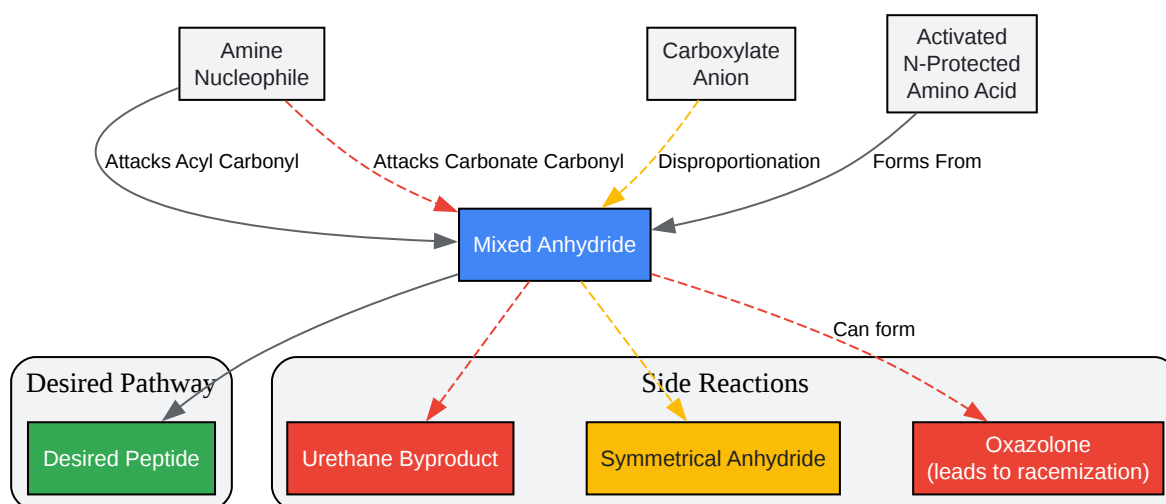 Amine
Nucleophile
Carboxylate
Anion
Activated
N-Protected
Amino Acid
Attacks Acyl Carbonyl
Attacks Carbonate Carbonyl
Disproportionation
Forms From
Mixed Anhydride
Can form
Desired Pathway
Side Reactions
Desired Peptide
Urethane Byproduct
Symmetrical Anhydride
Oxazolone
(leads to racemization)